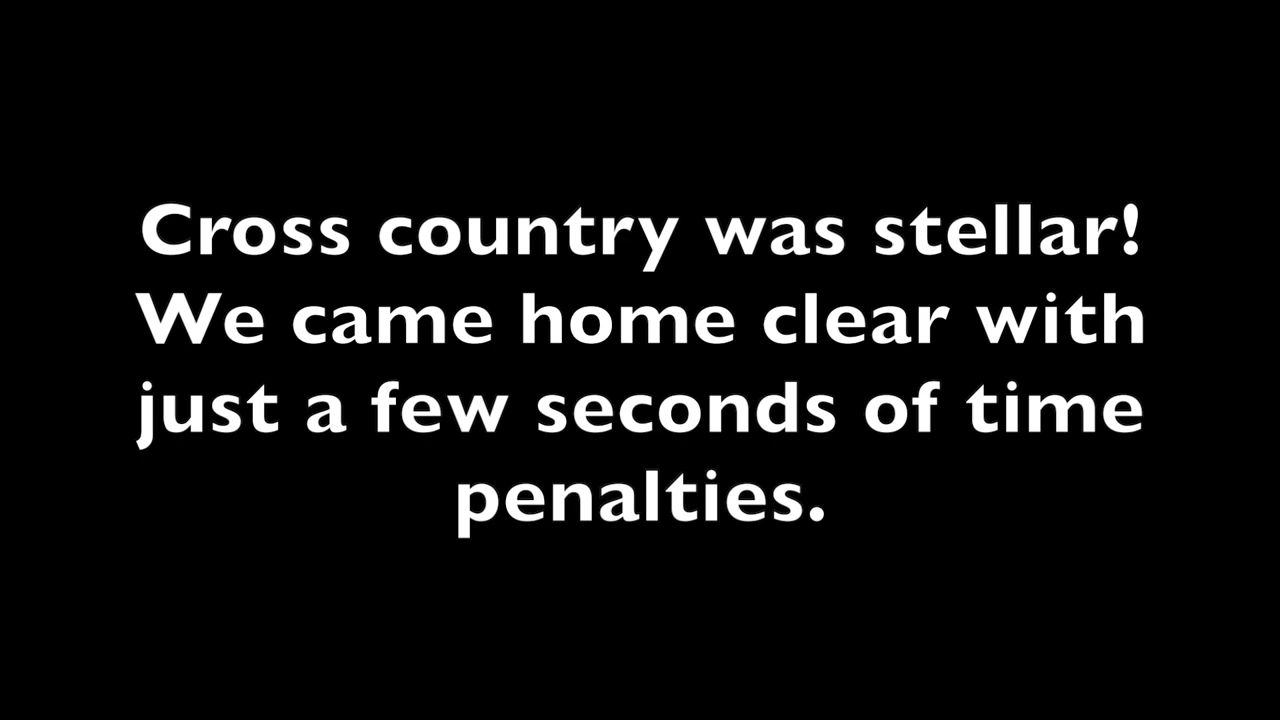 Cross country was stellar!
We came home clear with
just a few seconds of time
penalties.